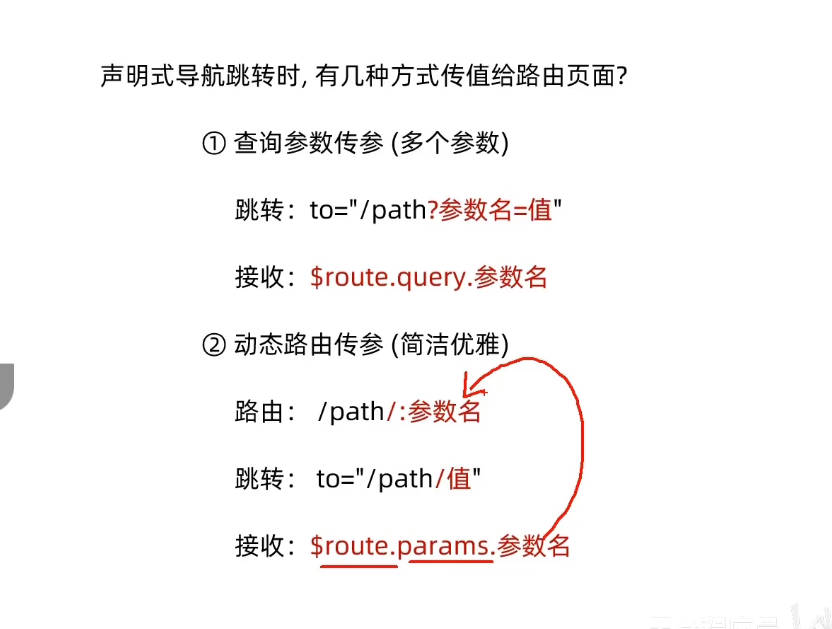 声明式导航跳转时, 有几种方式传值给路由页面?
① 查询参数传参 (多个参数)
跳转：to="/path?参数名=值"
接收：$route.query.参数名
② 动态路由传参 (简洁优雅)
路由： /path/:参数名
跳转： to="/path/值"
接收：$route.params.参数名